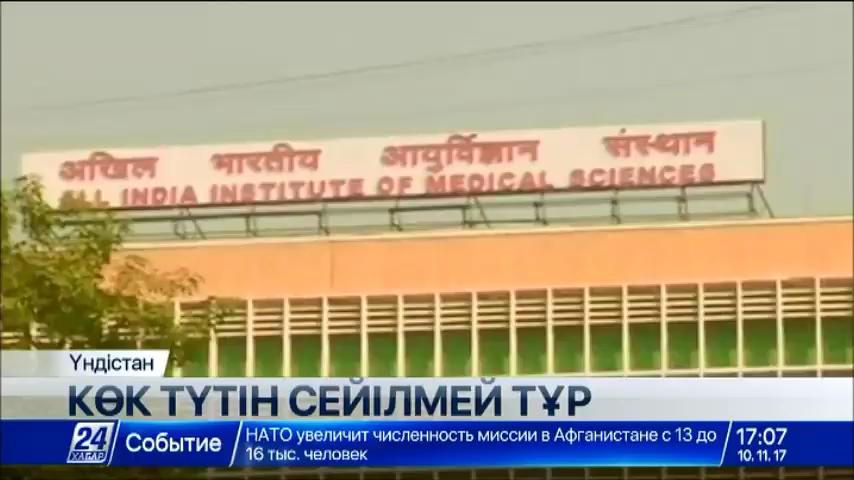 अखिल भारतीय आयुर्विज्ञान संस्थान
ALL INDIA INSTITUTE OF MEDICAL SCIENCES
Үндістан
КӨК ТҮТІН СЕЙІЛМЕЙ ТҰР
24
ХАБАР
Событие
НАТО увеличит численность миссии в Афганистане с 13 до
16 тыс. человек
17:07
10.11.17